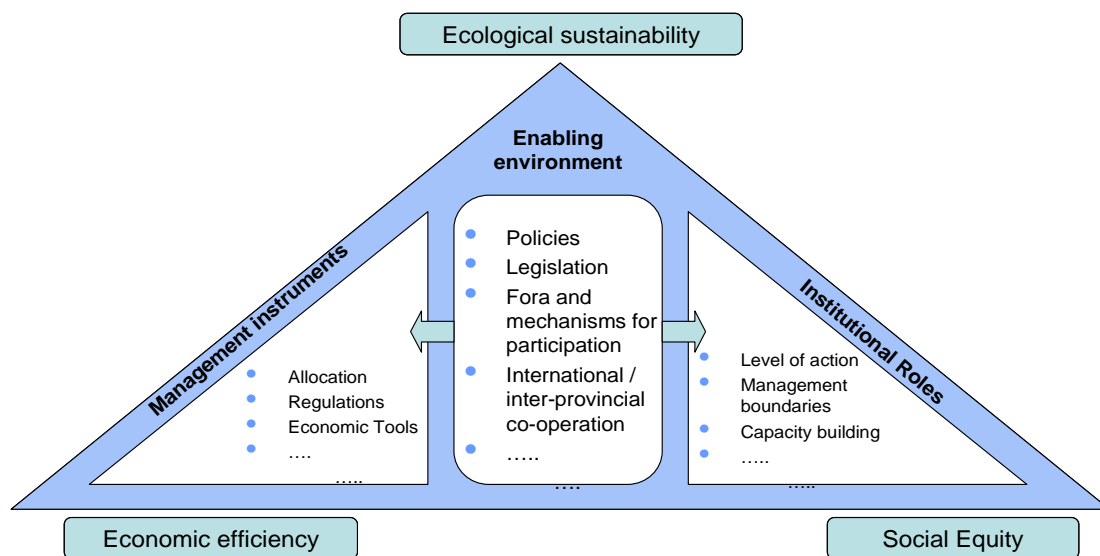 Ecological sustainability
Enabling
environment
Management instruments
Institutional Roles
Policies
Legislation
Fora and
mechanisms for
participation
International /
inter-provincial
co-operation
…..
….
Allocation
Regulations
Economic Tools
….
…..
Level of action
Management
boundaries
Capacity building
…..
…..
Economic efficiency
Social Equity